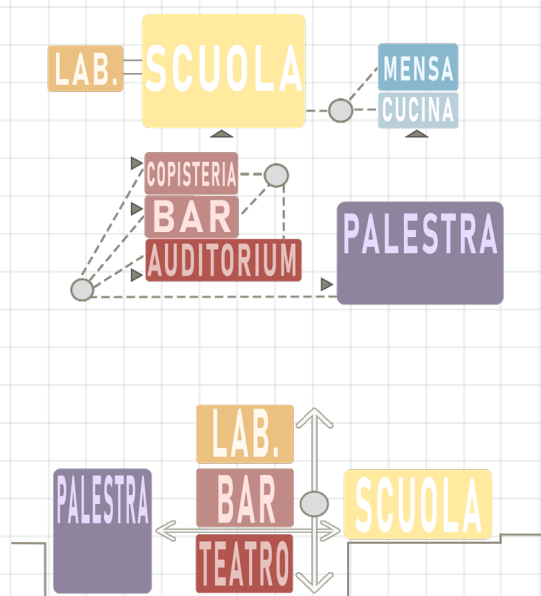 LAB.
SCUOLA
MENSA
CUCINA
COPISTERIA
BAR
AUDITORIUM
PALESTRA
LAB.
PALESTRA
BAR
SCUOLA
TEATRO